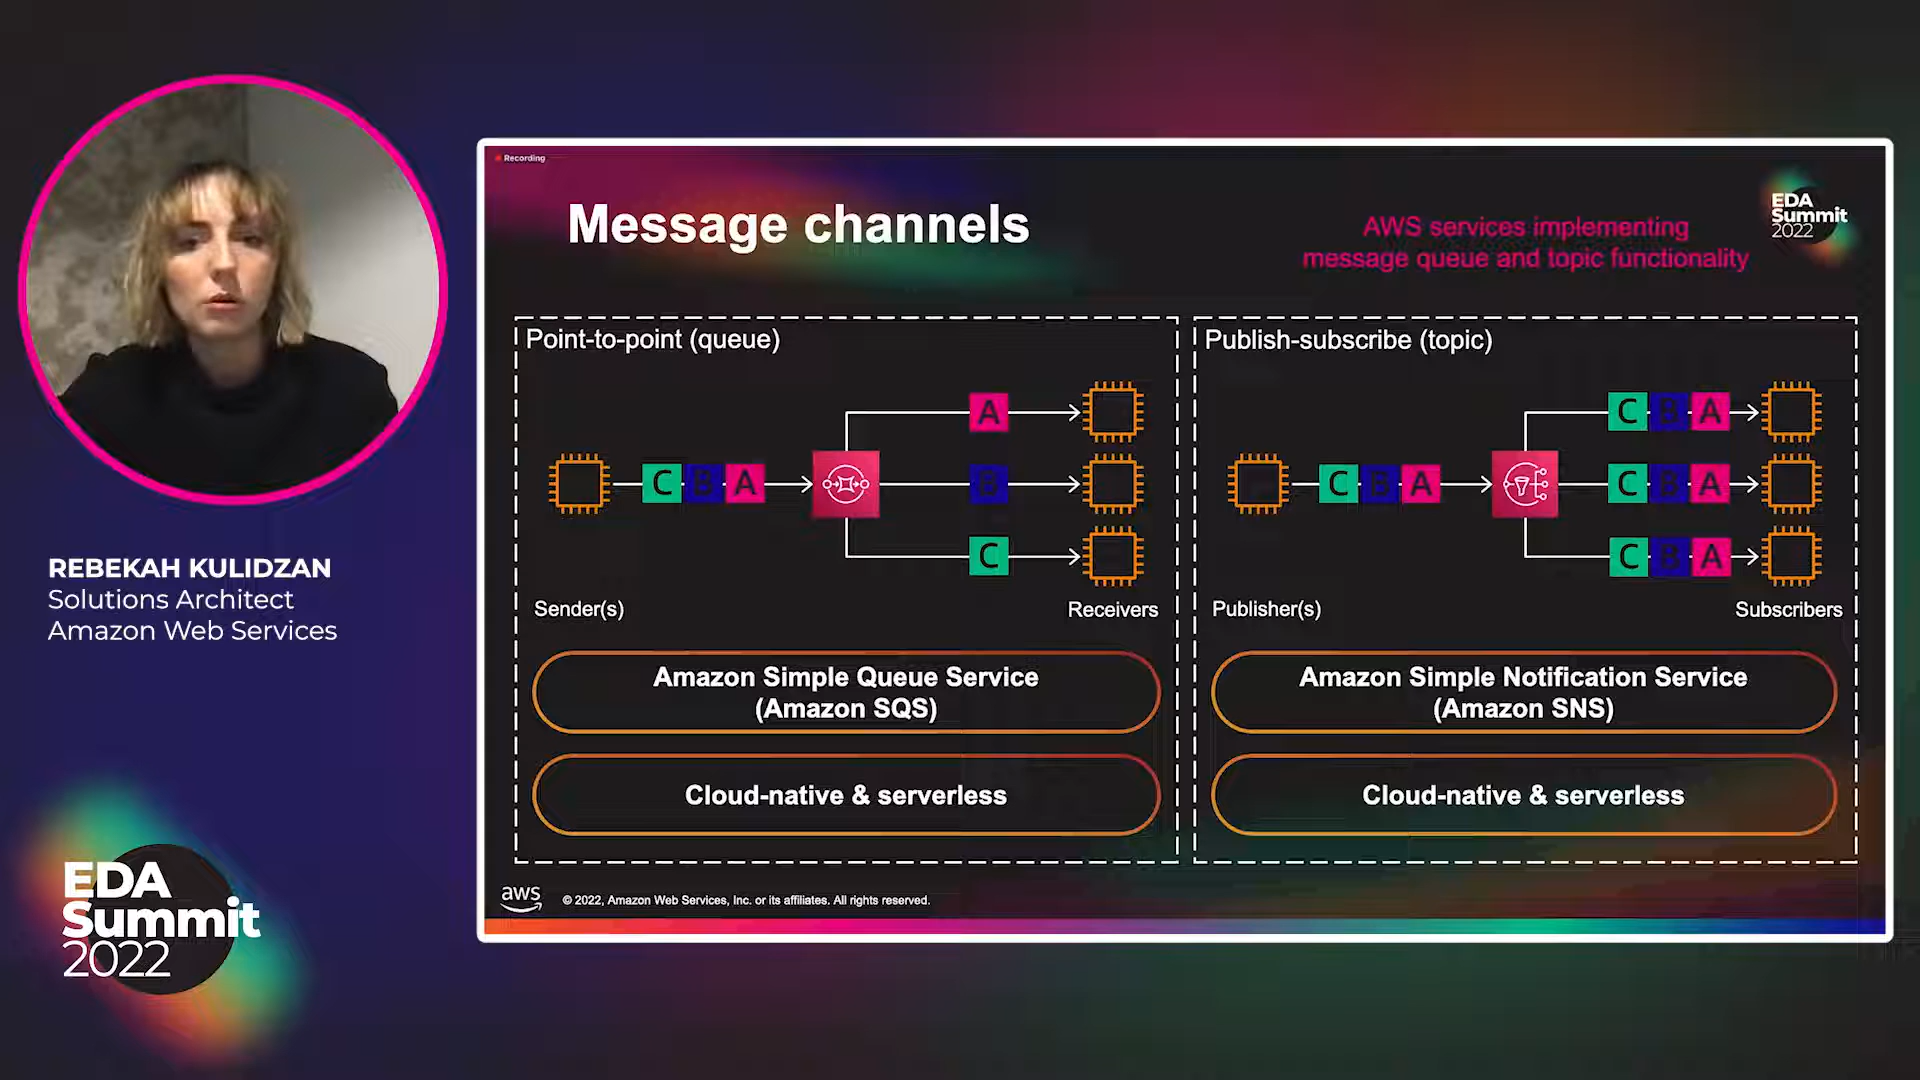 Recording
Message channels
AWS services implementing
message queue and topic functionality
EDA
Summit
2022
Point-to-point (queue)
A
C B A
B
C
Sender(s)
Receivers
Amazon Simple Queue Service
(Amazon SQS)
Cloud-native & serverless
Publish-subscribe (topic)
C B A
C B A
C B A
C B A
Publisher(s)
Subscribers
Amazon Simple Notification Service
(Amazon SNS)
Cloud-native & serverless
aws
© 2022, Amazon Web Services, Inc. or its affiliates. All rights reserved.
REBEKAH KULIDZAN
Solutions Architect
Amazon Web Services
EDA
Summit
2022